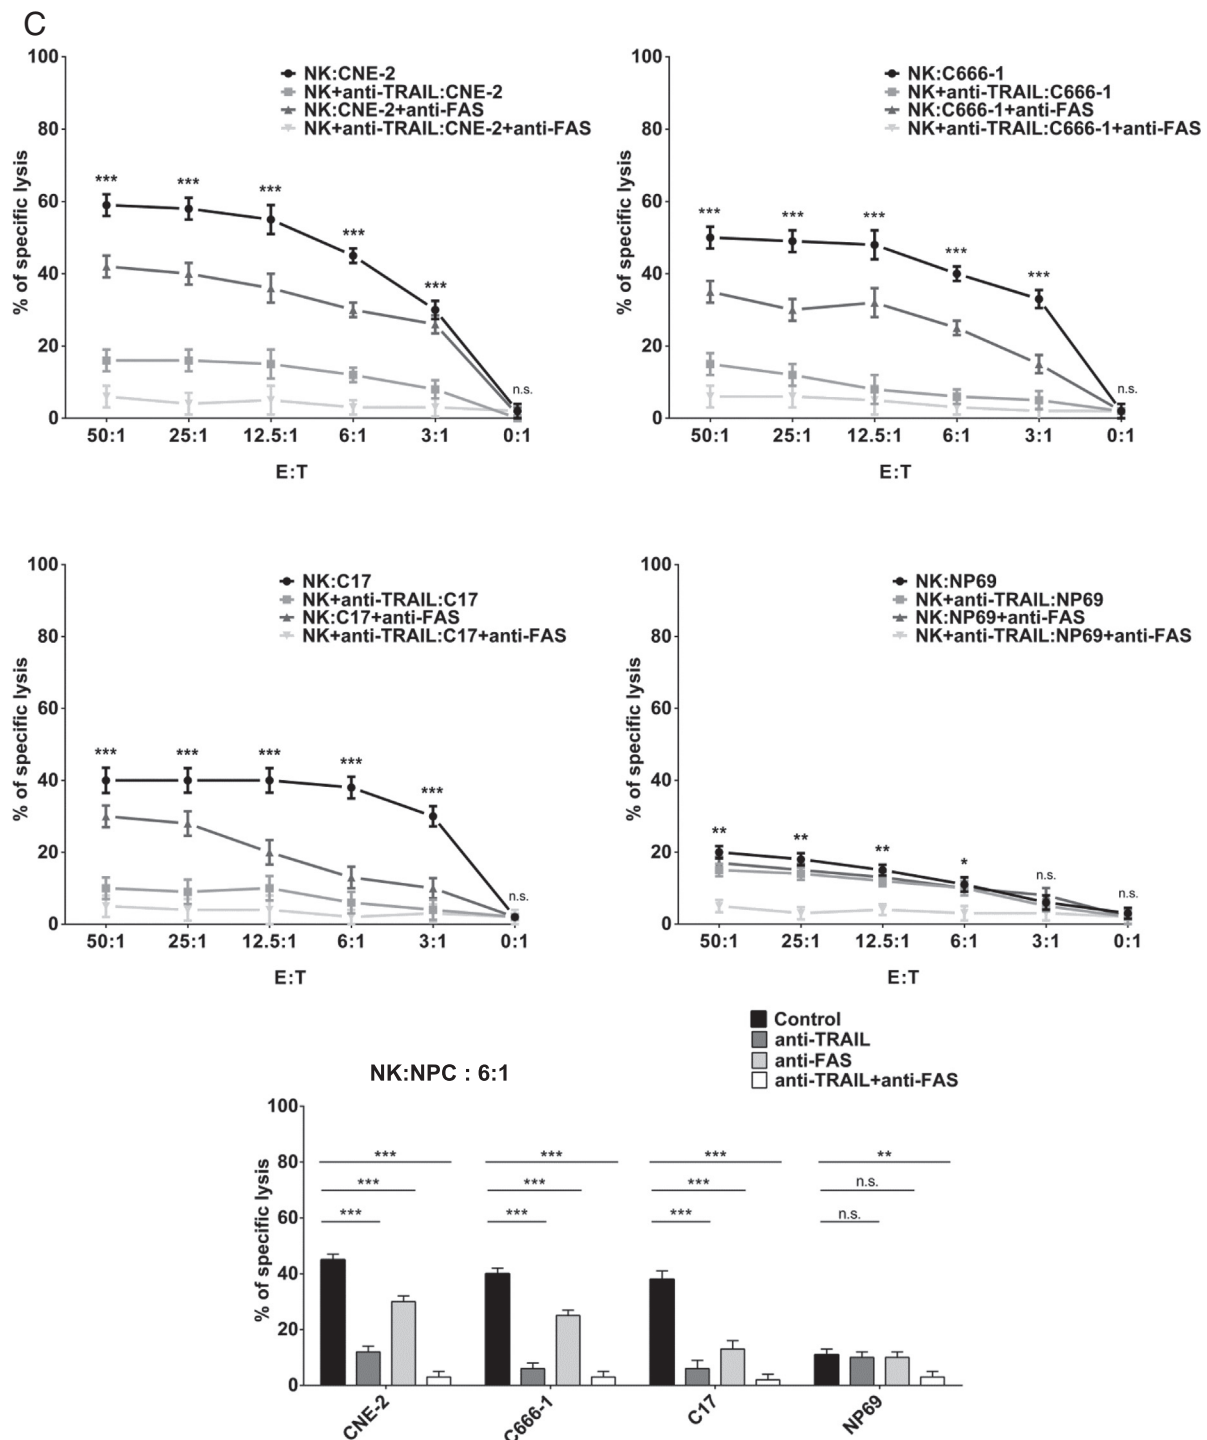 C
NK:CNE-2
NK+anti-TRAIL:CNE-2
NK:CNE-2+anti-FAS
NK+anti-TRAIL:CNE-2+anti-FAS
% of specific lysis
100
80
60
40
20
0
*** *** *** *** *** n.s.
50:1 25:1 12.5:1 6:1 3:1 0:1
E:T
NK:C666-1
NK+anti-TRAIL:C666-1
NK:C666-1+anti-FAS
NK+anti-TRAIL:C666-1+anti-FAS
% of specific lysis
100
80
60
40
20
0
*** *** *** *** *** n.s.
50:1 25:1 12.5:1 6:1 3:1 0:1
E:T
NK:C17
NK+anti-TRAIL:C17
NK:C17+anti-FAS
NK+anti-TRAIL:C17+anti-FAS
% of specific lysis
100
80
60
40
20
0
*** *** *** *** *** n.s.
50:1 25:1 12.5:1 6:1 3:1 0:1
E:T
NK:NP69
NK+anti-TRAIL:NP69
NK:NP69+anti-FAS
NK+anti-TRAIL:NP69+anti-FAS
% of specific lysis
100
80
60
40
20
0
** ** ** * n.s. n.s.
50:1 25:1 12.5:1 6:1 3:1 0:1
E:T
Control
anti-TRAIL
anti-FAS
anti-TRAIL+anti-FAS
NK:NPC : 6:1
% of specific lysis
100
80
60
40
20
0
*** *** *** **
*** *** *** n.s.
*** *** *** n.s.
CNE-2 C666-1 C17 NP69